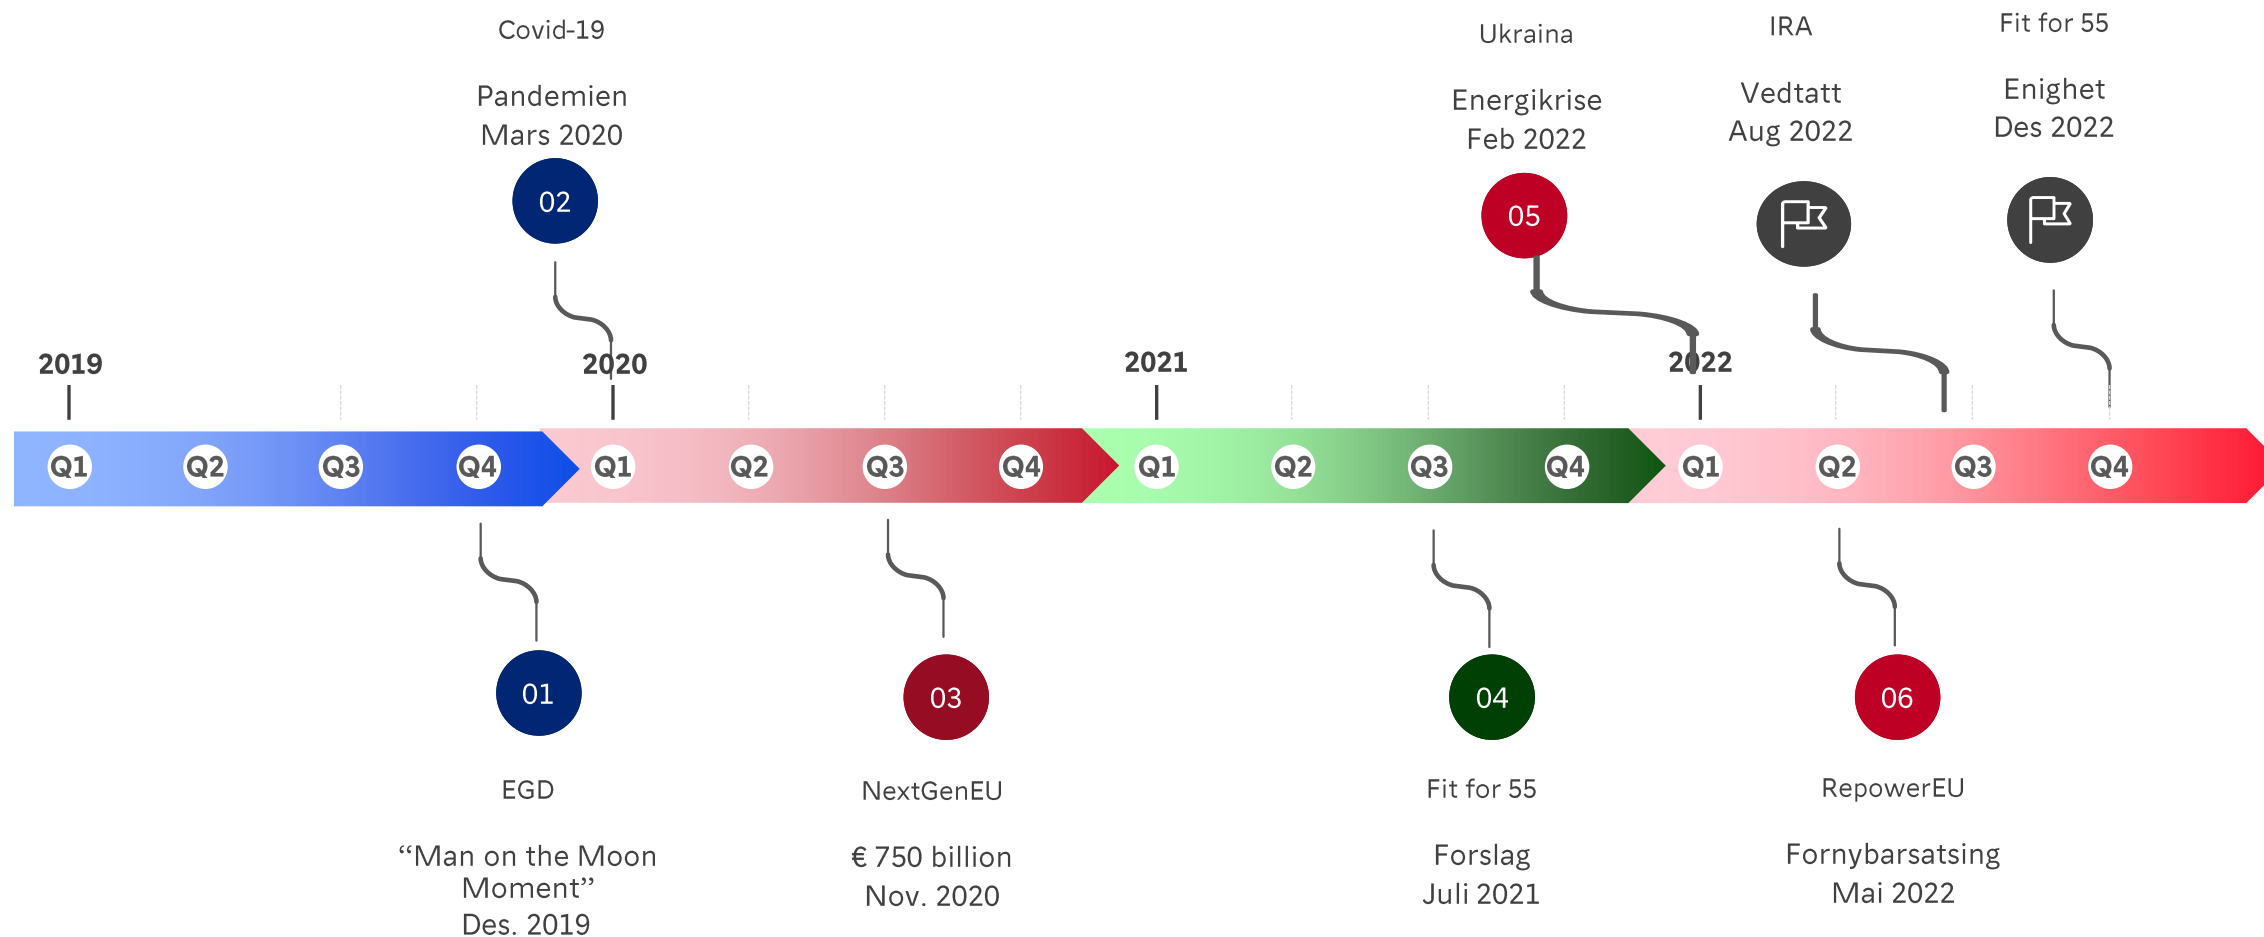 Covid-19
Pandemien
Mars 2020
02
Ukraina
Energikrise
Feb 2022
05
IRA
Vedtatt
Aug 2022
Fit for 55
Enighet
Des 2022
2019
2020
2021
2022
Q1 Q2 Q3 Q4 Q1 Q2 Q3 Q4 Q1 Q2 Q3 Q4 Q1 Q2 Q3 Q4
01
EGD
“Man on the Moon
Moment”
Des. 2019
03
NextGenEU
€ 750 billion
Nov. 2020
04
Fit for 55
Forslag
Juli 2021
06
RepowerEU
Fornybarsatsing
Mai 2022